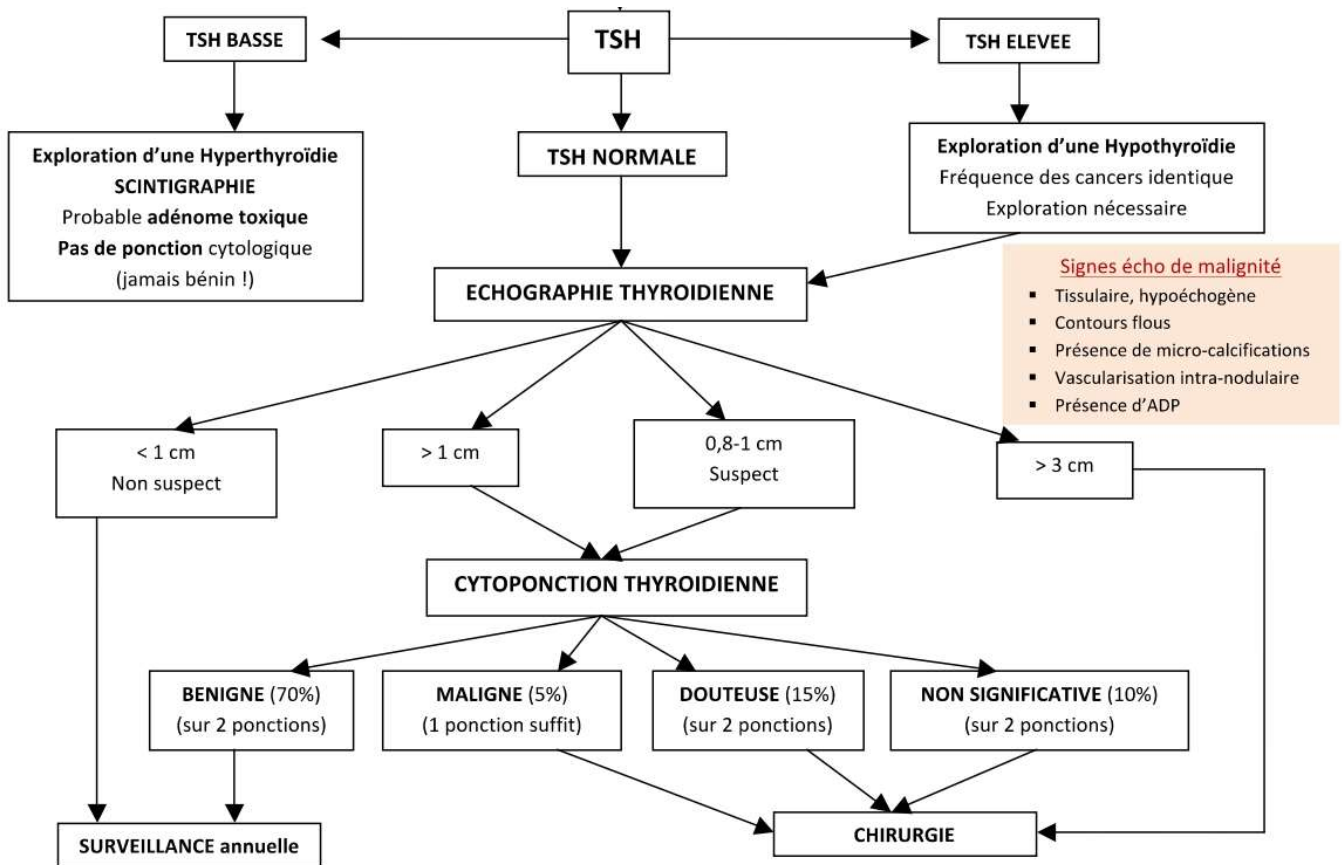 TSH BASSE
TSH
TSH ELEVEE
Exploration d’une Hyperthyroïdie
SCINTIGRAPHIE
Probable adénome toxique
Pas de ponction cytologique
(jamais bénin !)
TSH NORMALE
Exploration d’une Hypothyroïdie
Fréquence des cancers identique
Exploration nécessaire
ECHOGRAPHIE THYROIDIENNE
Signes écho de malignité
▪ Tissulaire, hypoéchogène
▪ Contours flous
▪ Présence de micro-calcifications
▪ Vascularisation intra-nodulaire
▪ Présence d’ADP
< 1 cm
Non suspect
> 1 cm
0,8-1 cm
Suspect
> 3 cm
CYTOPONCTION THYROIDIENNE
BENIGNE (70%)
(sur 2 ponctions)
MALIGNE (5%)
(1 ponction suffit)
DOUTEUSE (15%)
(sur 2 ponctions)
NON SIGNIFICATIVE (10%)
(sur 2 ponctions)
SURVEILLANCE annuelle
CHIRURGIE